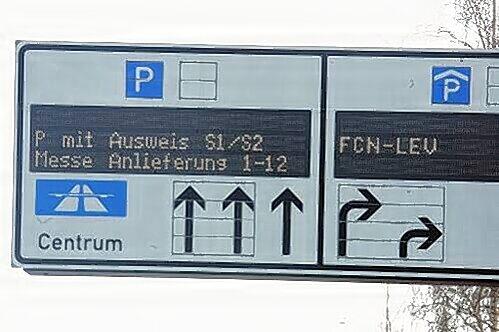 P
P mit Ausweis S1/S2
Messe Anlieferung 1-12
Centrum
P
FCN-LEV